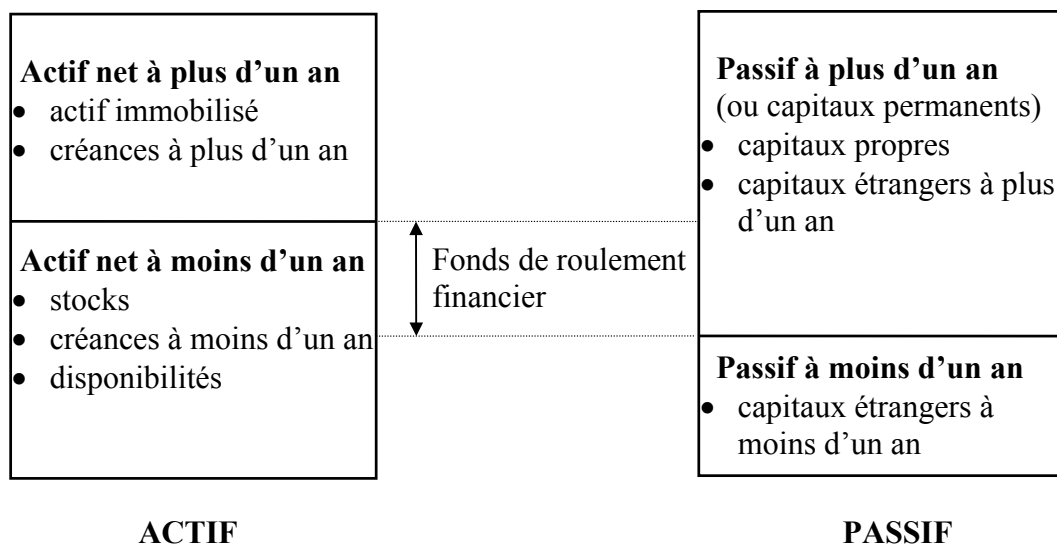 Actif net à plus d’un an
• actif immobilisé
• créances à plus d’un an
Actif net à moins d’un an
• stocks
• créances à moins d’un an
• disponibilités
Fonds de roulement
financier
Passif à plus d’un an
(ou capitaux permanents)
• capitaux propres
• capitaux étrangers à plus
d’un an
Passif à moins d’un an
• capitaux étrangers à
moins d’un an
ACTIF
PASSIF